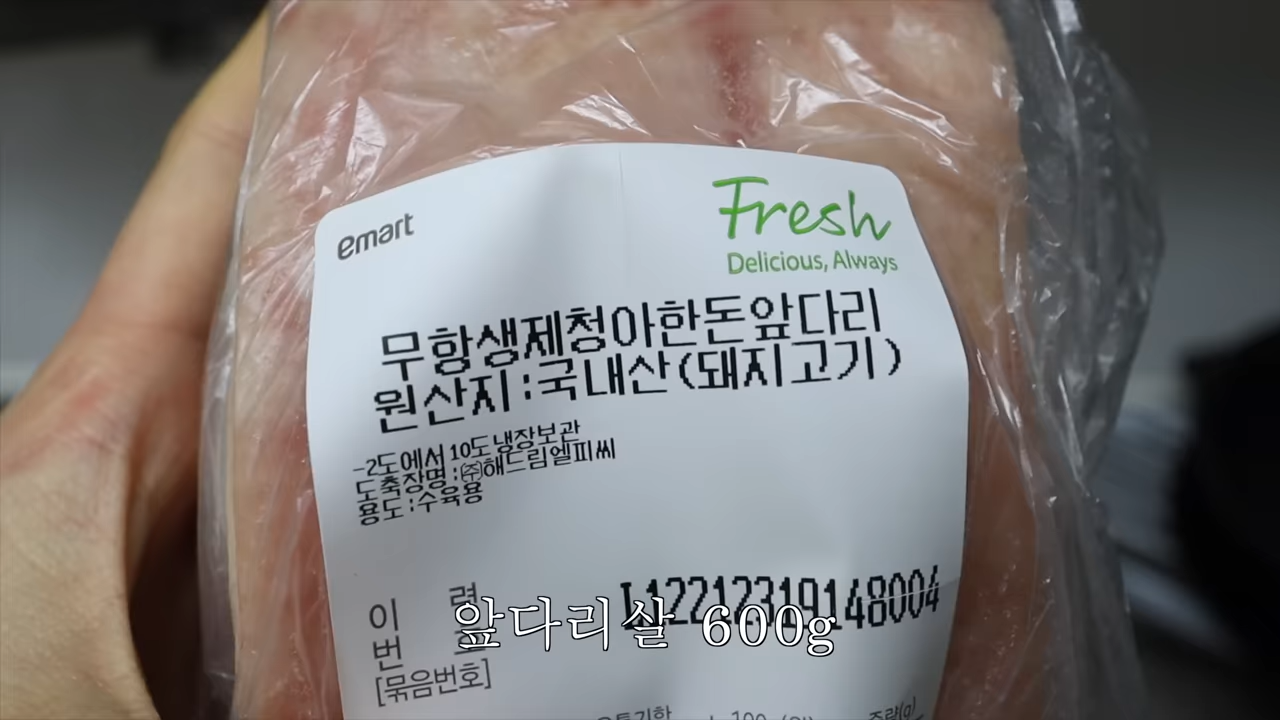 emart
Fresh
Delicious, Always
무항생제청아한돈앞다리
원산지:국내산(돼지고기)
-2도에서 10도 냉장보관
도축장명:㈜해드림엘피씨
용도:수육용
이 력 L12212319148004
번
[묶음번호]
앞다리살 600g
100g